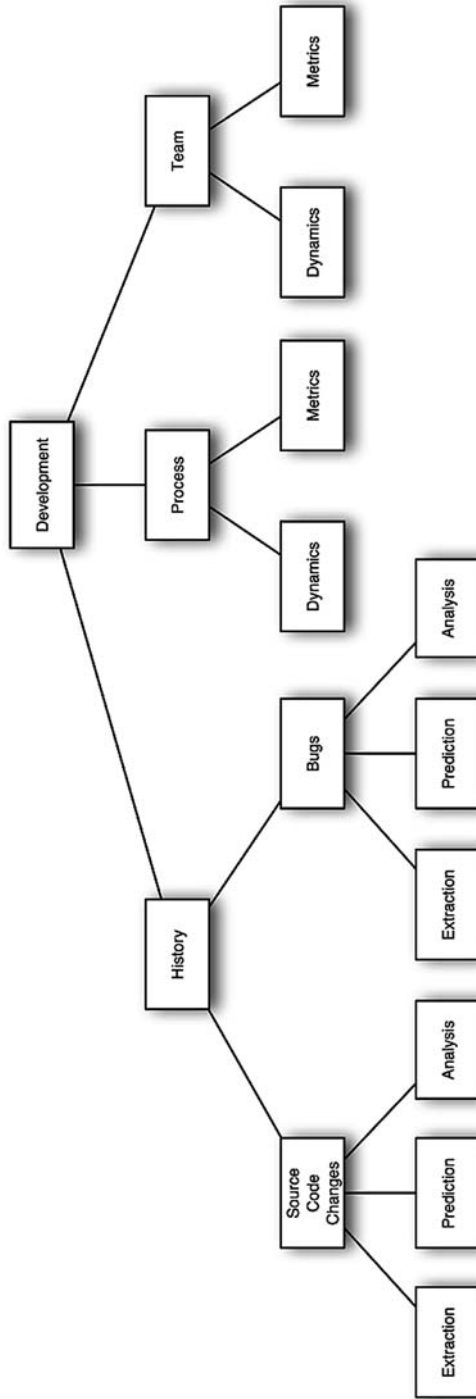 Development
History
Process
Team
Source
Code
Changes
Bugs
Dynamics
Metrics
Dynamics
Metrics
Extraction
Prediction
Analysis
Extraction
Prediction
Analysis